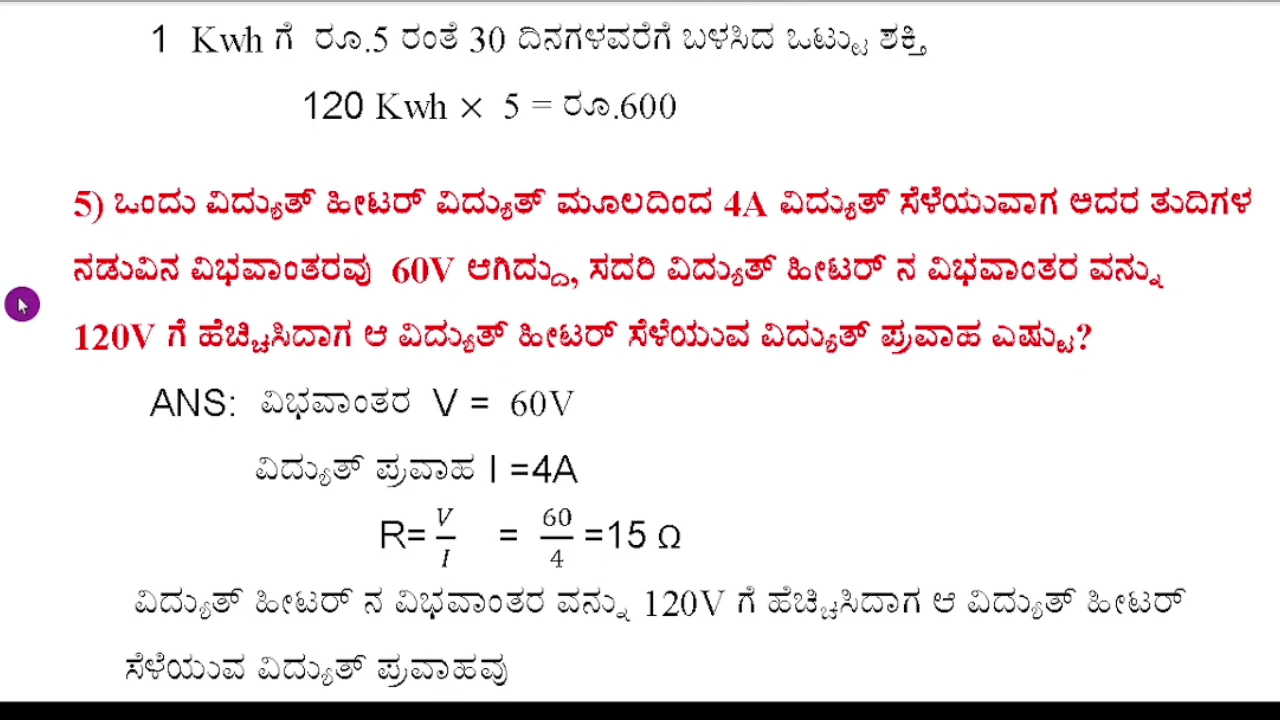 1 Kwh ಗೆ ರೂ.5 ರಂತೆ 30 ದಿನಗಳವರೆಗೆ ಬಳಸಿದ ಒಟ್ಟು ಶಕ್ತಿ
120 Kwh × 5 = ರೂ.600
5) ಒಂದು ವಿದ್ಯುತ್ ಹೀಟರ್ ವಿದ್ಯುತ್ ಮೂಲದಿಂದ 4A ವಿದ್ಯುತ್ ಸೆಳೆಯುವಾಗ ಅದರ ತುದಿಗಳ
ನಡುವಿನ ವಿಭವಾಂತರವು 60V ಆಗಿದ್ದು, ಸದರಿ ವಿದ್ಯುತ್ ಹೀಟರ್ ನ ವಿಭವಾಂತರ ವನ್ನು
120V ಗೆ ಹೆಚ್ಚಿಸಿದಾಗ ಆ ವಿದ್ಯುತ್ ಹೀಟರ್ ಸೆಳೆಯುವ ವಿದ್ಯುತ್ ಪ್ರವಾಹ ಎಷ್ಟು?
ANS: ವಿಭವಾಂತರ V = 60V
ವಿದ್ಯುತ್ ಪ್ರವಾಹ I =4A
R= V/I = 60/4 =15 Ω
ವಿದ್ಯುತ್ ಹೀಟರ್ ನ ವಿಭವಾಂತರ ವನ್ನು 120V ಗೆ ಹೆಚ್ಚಿಸಿದಾಗ ಆ ವಿದ್ಯುತ್ ಹೀಟರ್
ಸೆಳೆಯುವ ವಿದ್ಯುತ್ ಪ್ರವಾಹವು